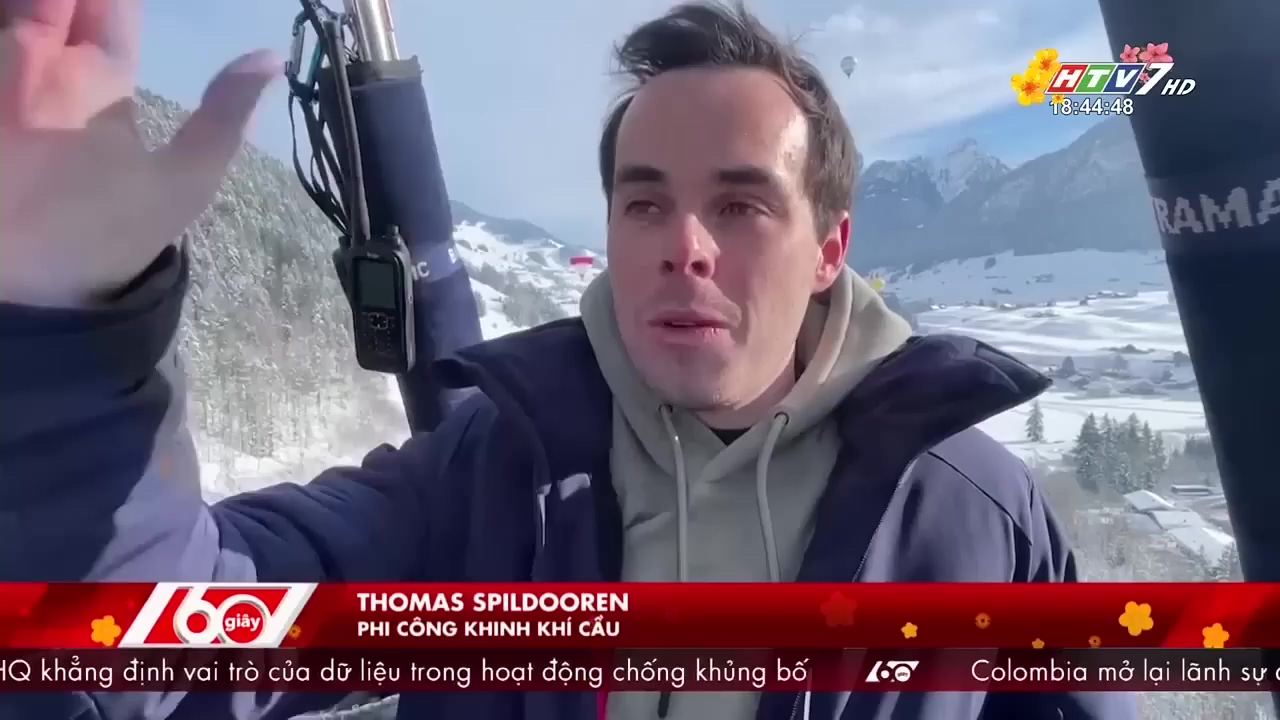 HTV7 HD
18:44:48
60 giây
THOMAS SPILDOOREN
PHI CÔNG KHINH KHÍ CẦU
HQ khẳng định vai trò của dữ liệu trong hoạt động chống khủng bố
60
Colombia mở lại lãnh sự